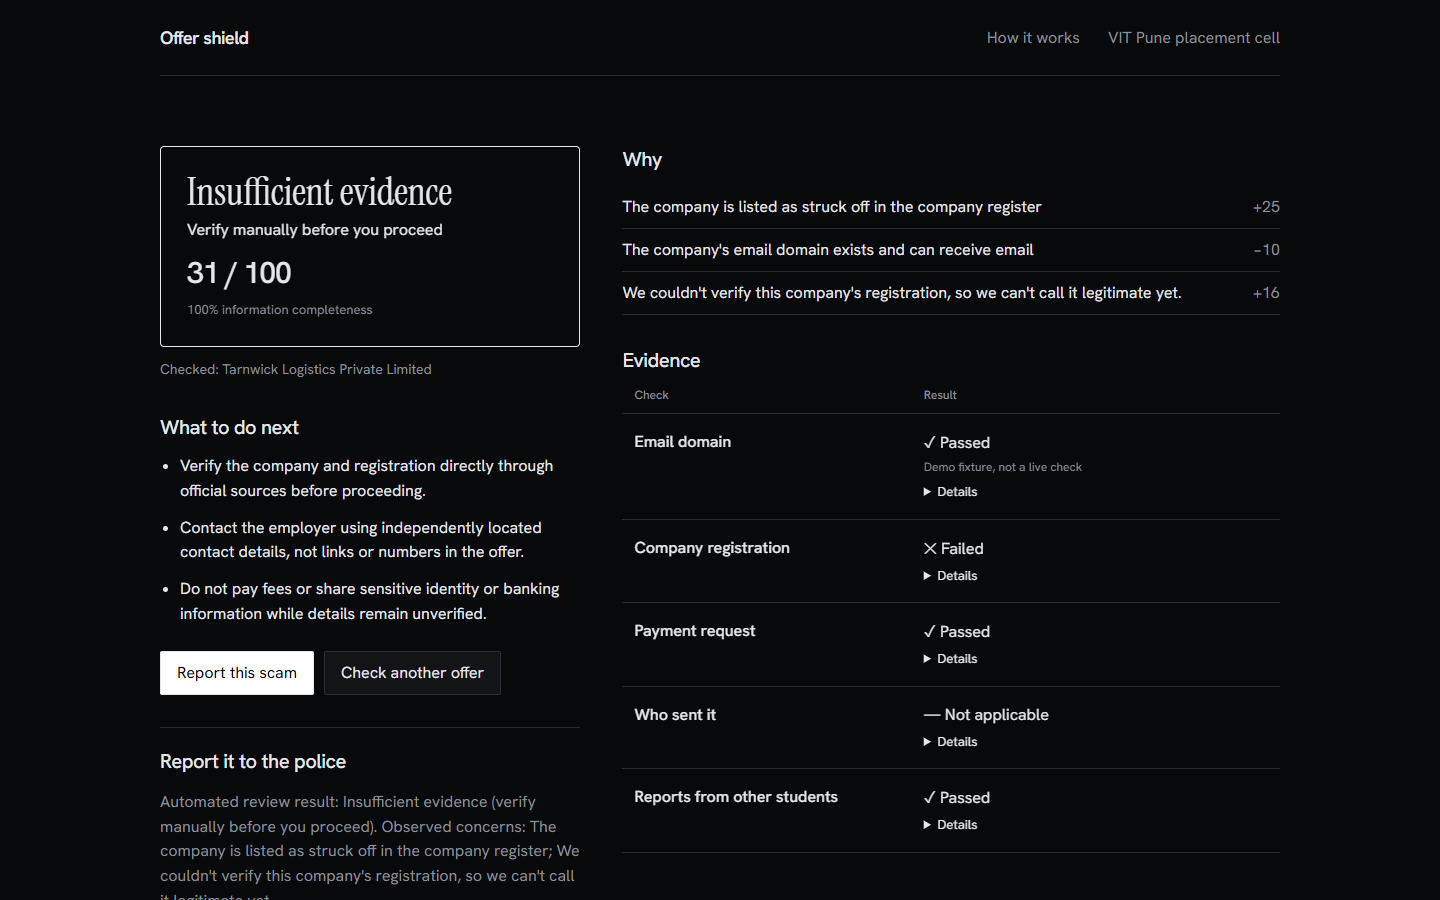 Offer shield
How it works
VIT Pune placement cell
Insufficient evidence
Verify manually before you proceed
31 / 100
100% information completeness
Checked: Tarnwick Logistics Private Limited
What to do next
• Verify the company and registration directly through
official sources before proceeding.
• Contact the employer using independently located
contact details, not links or numbers in the offer.
• Do not pay fees or share sensitive identity or banking
information while details remain unverified.
Report this scam
Check another offer
Report it to the police
Automated review result: Insufficient evidence (verify
manually before you proceed). Observed concerns: The
company is listed as struck off in the company register; We
couldn't verify this company's registration, so we can't call
it legitimate yet.
Why
The company is listed as struck off in the company register +25
The company's email domain exists and can receive email −10
We couldn't verify this company's registration, so we can't call it legitimate yet. +16
Evidence
Check Result
Email domain ✓ Passed
Demo fixture, not a live check
▶ Details
Company registration ✕ Failed
▶ Details
Payment request ✓ Passed
▶ Details
Who sent it — Not applicable
▶ Details
Reports from other students ✓ Passed
▶ Details